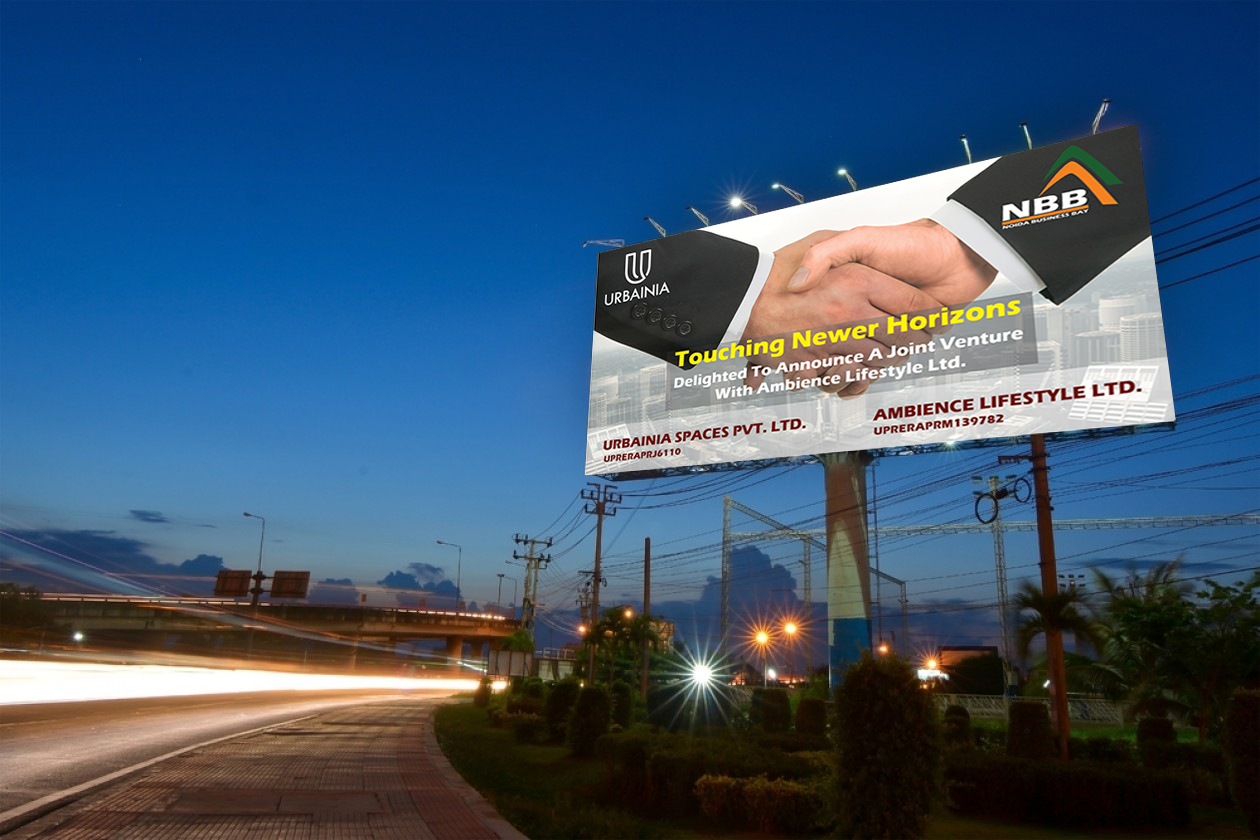 URBAINIA
NBB
NOIDA BUSINESS BAY
Touching Newer Horizons
Delighted To Announce A Joint Venture
With Ambience Lifestyle Ltd.
URBAINIA SPACES PVT. LTD.
UPRERAPRJ6110
AMBIENCE LIFESTYLE LTD.
UPRERAPRM139782